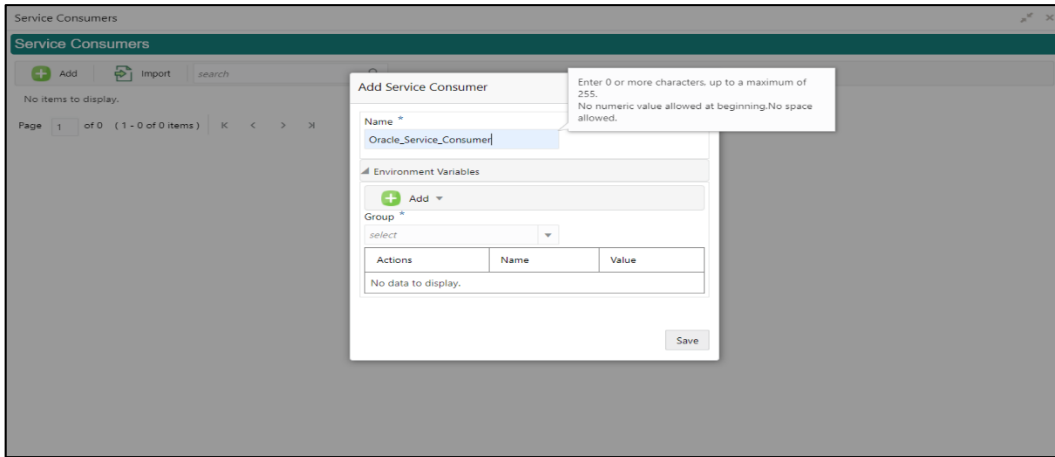 Service Consumers
Service Consumers
Add Import search
No items to display.
Page 1 of 0 (1 - 0 of 0 items)
Add Service Consumer
Enter 0 or more characters, up to a maximum of
255.
No numeric value allowed at beginning.No space
allowed.
Name *
Oracle_Service_Consumer
Environment Variables
Add
Group *
select
Actions Name Value
No data to display.
Save